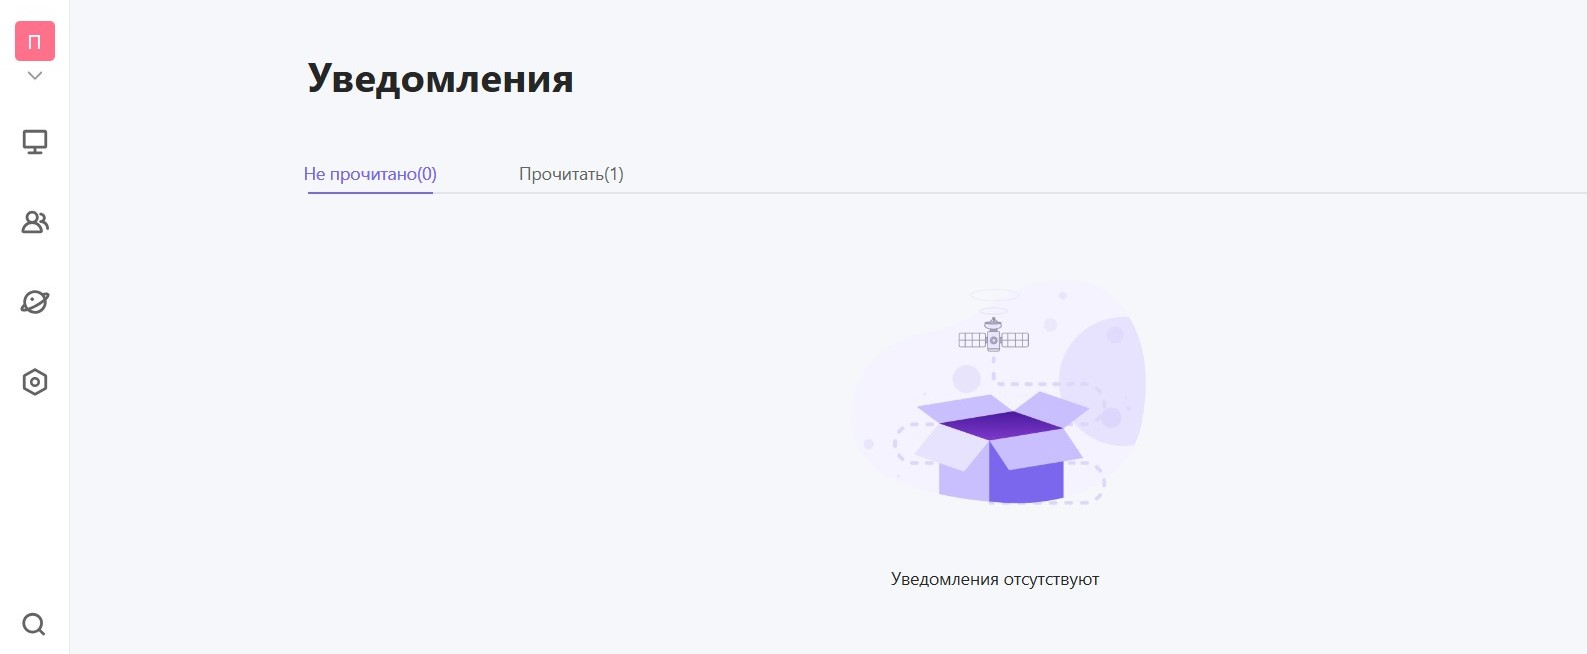 П
Уведомления
Не прочитано(0) Прочитать(1)
Уведомления отсутствуют